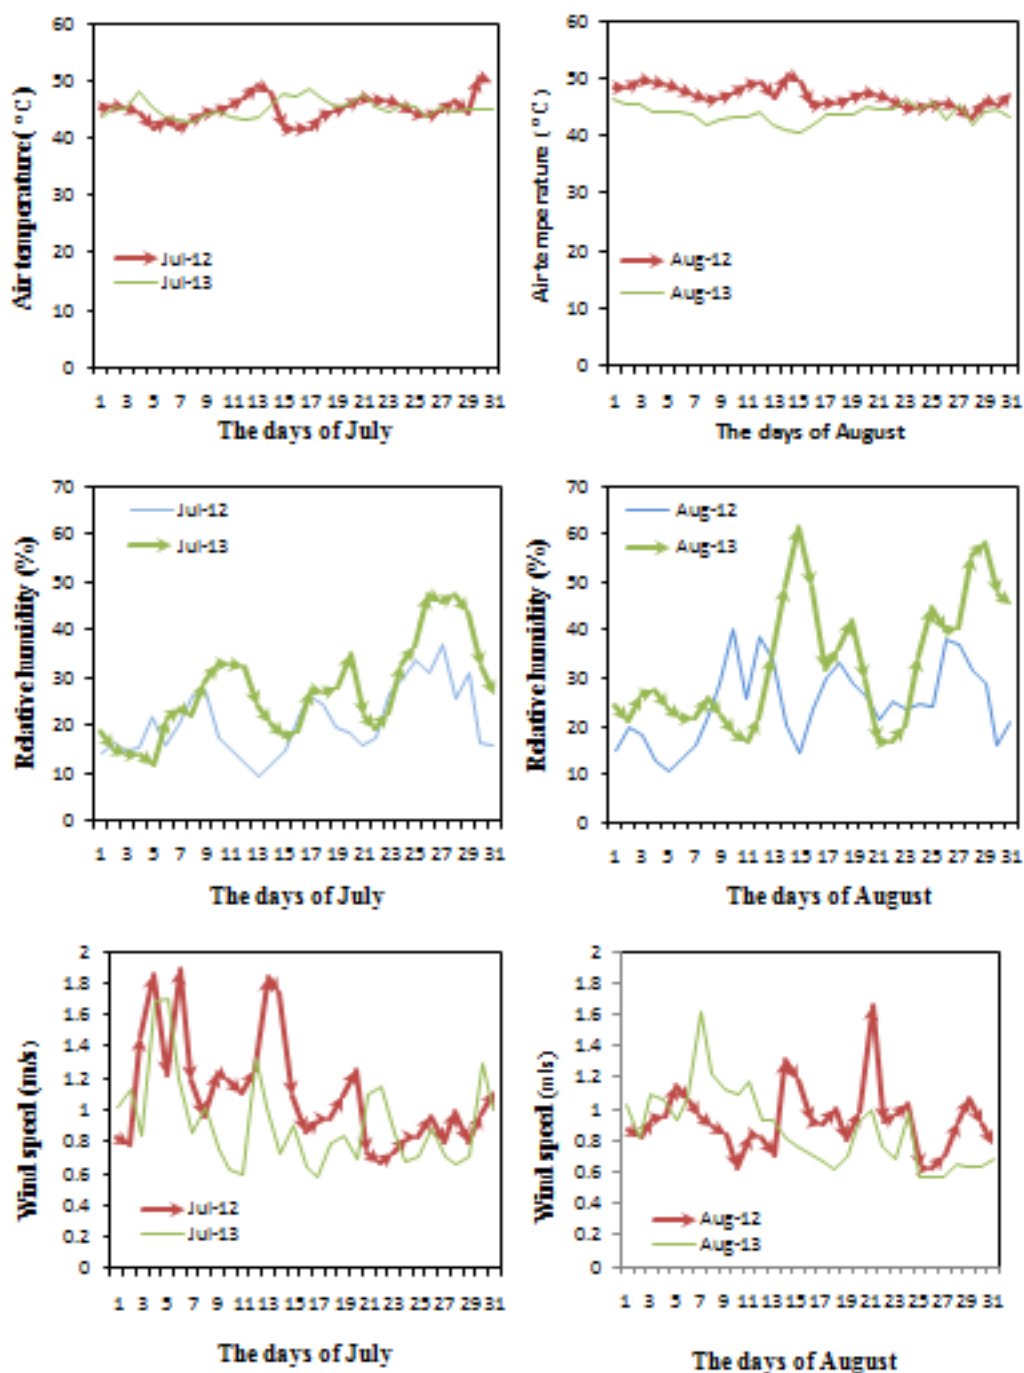 60
50
40
30
20
10
0
Air temperature( °C)
Jul-12
Jul-13
1 3 5 7 9 11 13 15 17 19 21 23 25 27 29 31
The days of July
60
50
40
30
20
10
0
Air temperature ( °C)
Aug-12
Aug-13
1 3 5 7 9 11 13 15 17 19 21 23 25 27 29 31
The days of August
70
60
50
40
30
20
10
0
Relative humidity (%)
Jul-12
Jul-13
1 3 5 7 9 11 13 15 17 19 21 23 25 27 29 31
The days of July
70
60
50
40
30
20
10
0
Relative humidity (%)
Aug-12
Aug-13
1 3 5 7 9 11 13 15 17 19 21 23 25 27 29 31
The days of August
2
1.8
1.6
1.4
1.2
1
0.8
0.6
0.4
0.2
0
Wind speed (m/s)
Jul-12
Jul-13
1 3 5 7 9 11 13 15 17 19 21 23 25 27 29 31
The days of July
2
1.8
1.6
1.4
1.2
1
0.8
0.6
0.4
0.2
0
Wind speed (m/s)
Aug-12
Aug-13
1 3 5 7 9 11 13 15 17 19 21 23 25 27 29 31
The days of August